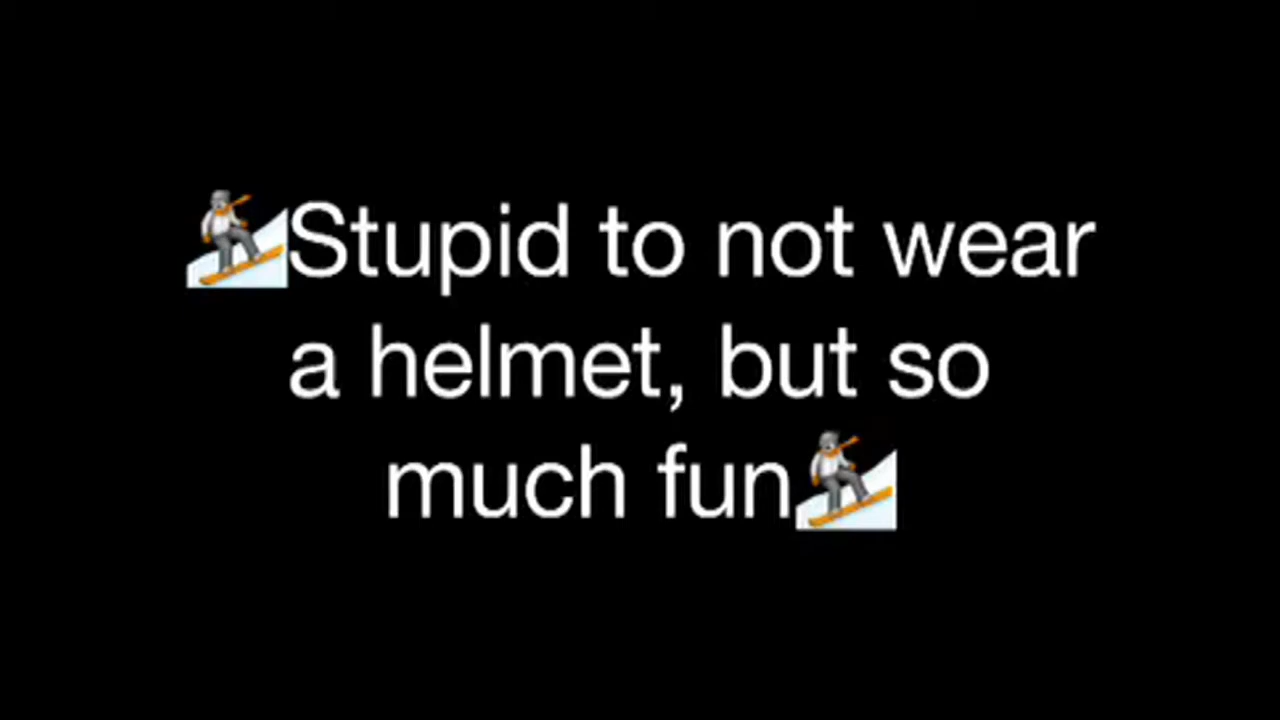 🏂Stupid to not wear
a helmet, but so
much fun🏂